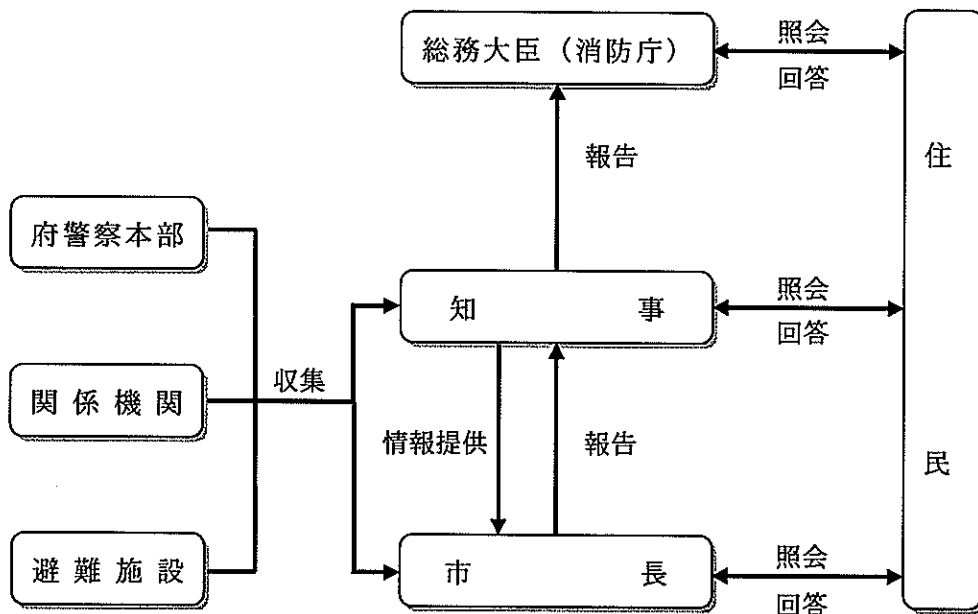 総務大臣（消防庁）
照会
回答
報告
住民
府警察本部
知事
照会
回答
関係機関
収集
情報提供
報告
避難施設
市長
照会
回答